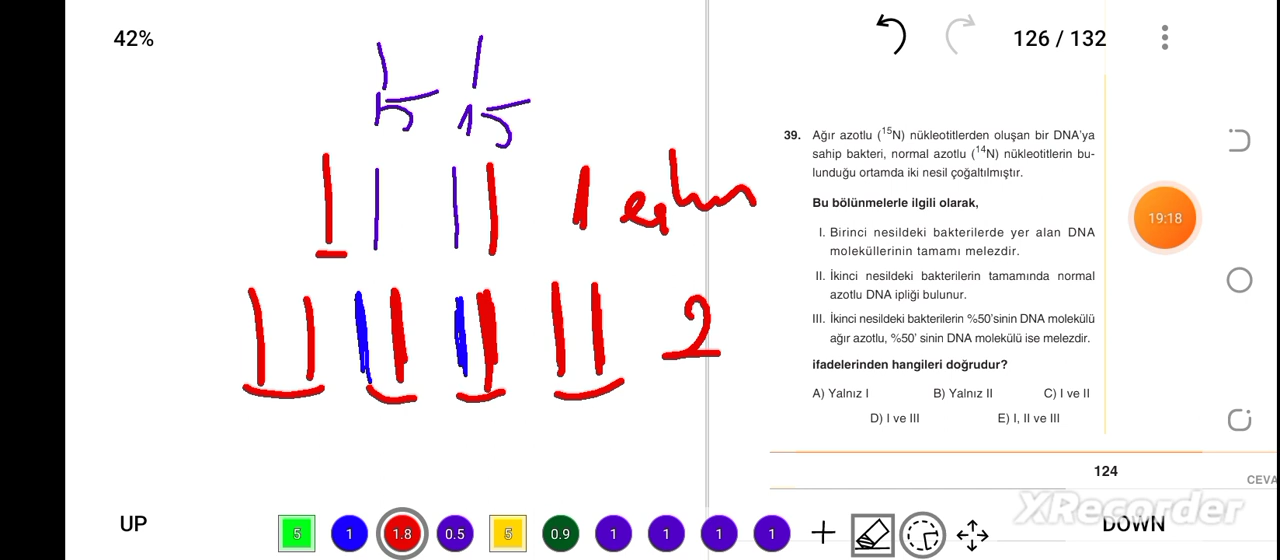 42%
126 / 132
15 15
1
2
39. Ağır azotlu (¹⁵N) nükleotitlerden oluşan bir DNA'ya
sahip bakteri, normal azotlu (¹⁴N) nükleotitlerin bu-
lunduğu ortamda iki nesil çoğaltılmıştır.
Bu bölünmelerle ilgili olarak,
I. Birinci nesildeki bakterilerde yer alan DNA
moleküllerinin tamamı melezdir.
II. İkinci nesildeki bakterilerin tamamında normal
azotlu DNA ipliği bulunur.
III. İkinci nesildeki bakterilerin %50'sinin DNA molekülü
ağır azotlu, %50' sinin DNA molekülü ise melezdir.
ifadelerinden hangileri doğrudur?
A) Yalnız I B) Yalnız II C) I ve II
D) I ve III E) I, II ve III
19:18
124
CEVA
XRecorder
UP
5 1 1.8 0.5 5 0.9 1 1 1 1
DOWN